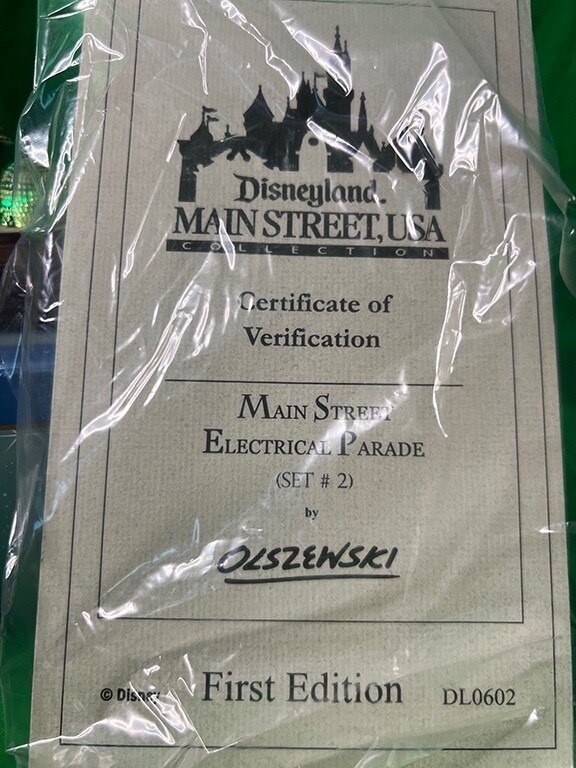 Disneyland.
MAIN STREET, USA
COLLECTION
Certificate of
Verification
MAIN STREET
ELECTRICAL PARADE
(SET # 2)
by
OLSZEWSKI
© Disney First Edition DL0602